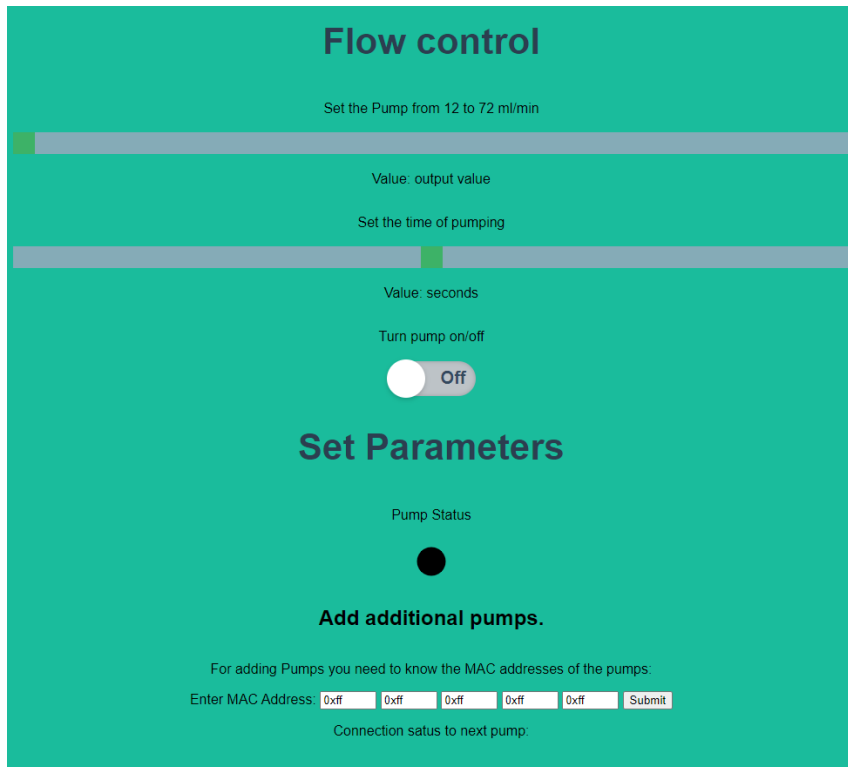 Flow control
Set the Pump from 12 to 72 ml/min
Value: output value
Set the time of pumping
Value: seconds
Turn pump on/off
Off
Set Parameters
Pump Status
Add additional pumps.
For adding Pumps you need to know the MAC addresses of the pumps:
Enter MAC Address: 0xff 0xff 0xff 0xff 0xff Submit
Connection satus to next pump: